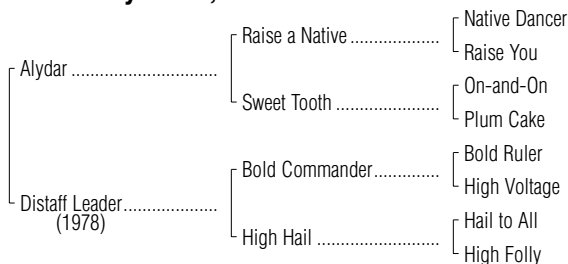 Native Dancer
Raise a Native ....................
Raise You
Alydar ................................
On-and-On
Sweet Tooth .......................
Plum Cake
Bold Ruler
Bold Commander..............
High Voltage
Distaff Leader....................
(1978)
Hail to All
High Hail ...........................
High Folly